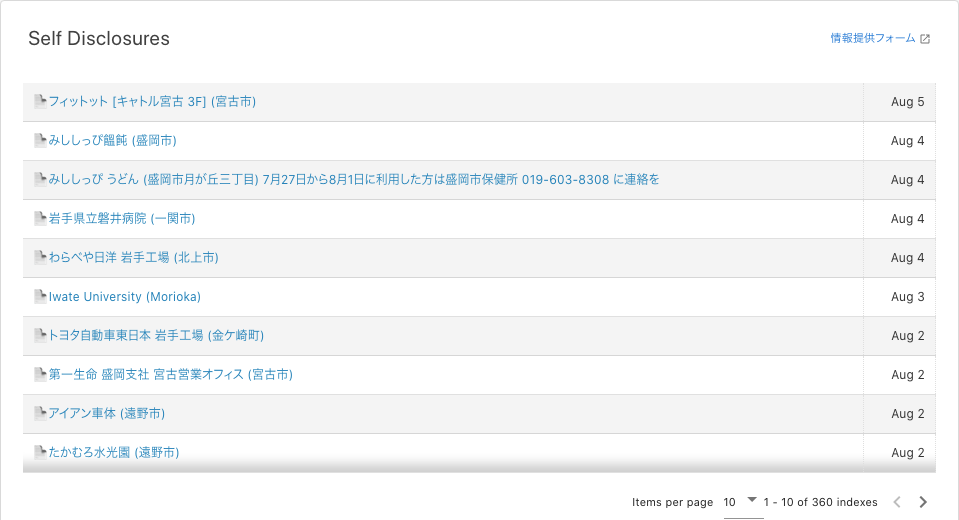 Self Disclosures
情報提供フォーム
フィットット [キャトル宮古 3F] (宮古市) Aug 5
みししっぴ饂飩 (盛岡市) Aug 4
みししっぴ うどん (盛岡市月が丘三丁目) 7月27日から8月1日に利用した方は盛岡市保健所 019-603-8308 に連絡を Aug 4
岩手県立磐井病院 (一関市) Aug 4
わらべや日洋 岩手工場 (北上市) Aug 4
Iwate University (Morioka) Aug 3
トヨタ自動車東日本 岩手工場 (金ケ崎町) Aug 2
第一生命 盛岡支社 宮古営業オフィス (宮古市) Aug 2
アイアン車体 (遠野市) Aug 2
たかむろ水光園 (遠野市) Aug 2
Items per page 10 1 - 10 of 360 indexes